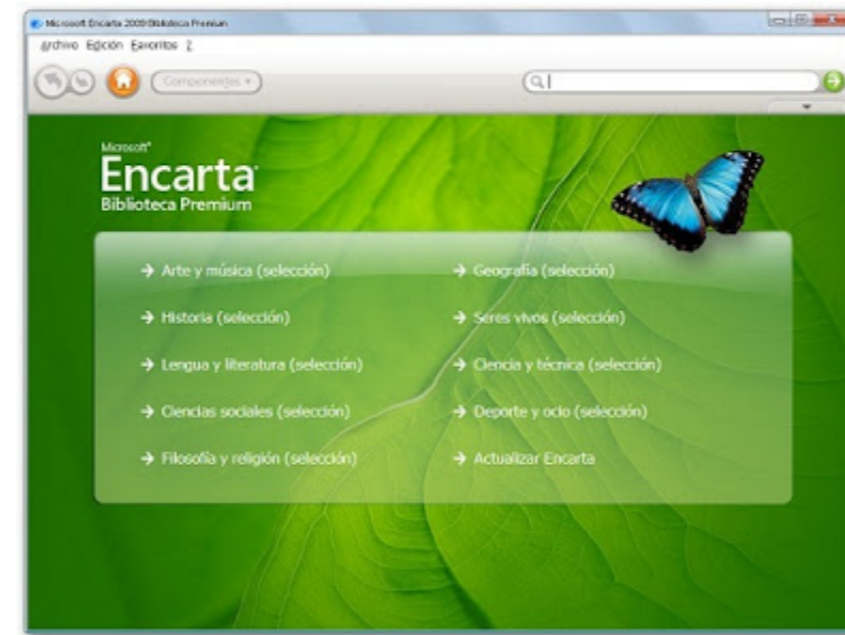 Microsoft Encarta 2009 Biblioteca Premium
Archivo Edición Favoritos ?
Componentes
Microsoft®
Encarta®
Biblioteca Premium
→ Arte y música (selección)
→ Geografía (selección)
→ Historia (selección)
→ Seres vivos (selección)
→ Lengua y literatura (selección)
→ Ciencia y técnica (selección)
→ Ciencias sociales (selección)
→ Deporte y ocio (selección)
→ Filosofía y religión (selección)
→ Actualizar Encarta